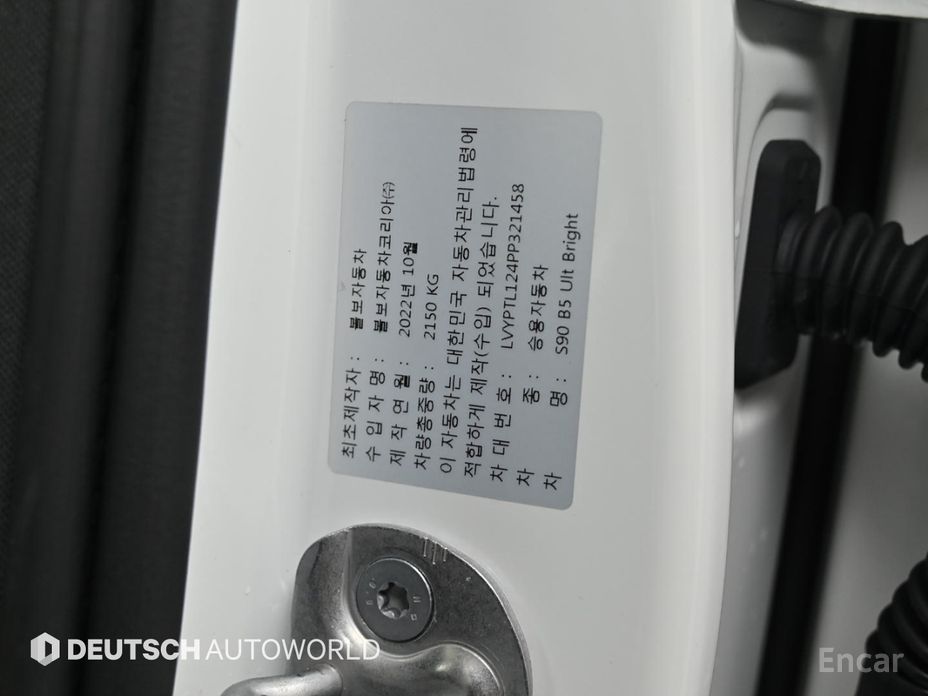 최초제작자 : 볼보자동차
수 입 자 명 : 볼보자동차코리아(주)
제 작 연 월 : 2022년 10월
차량총중량 : 2150 KG
이 자동차는 대한민국 자동차관리법령에
적합하게 제작(수입) 되었습니다.
차 대 번 호 : LVYPTL124PP321458
차 종 : 승용자동차
차 명 : S90 B5 Ult Bright
DEUTSCH AUTOWORLD
Encar